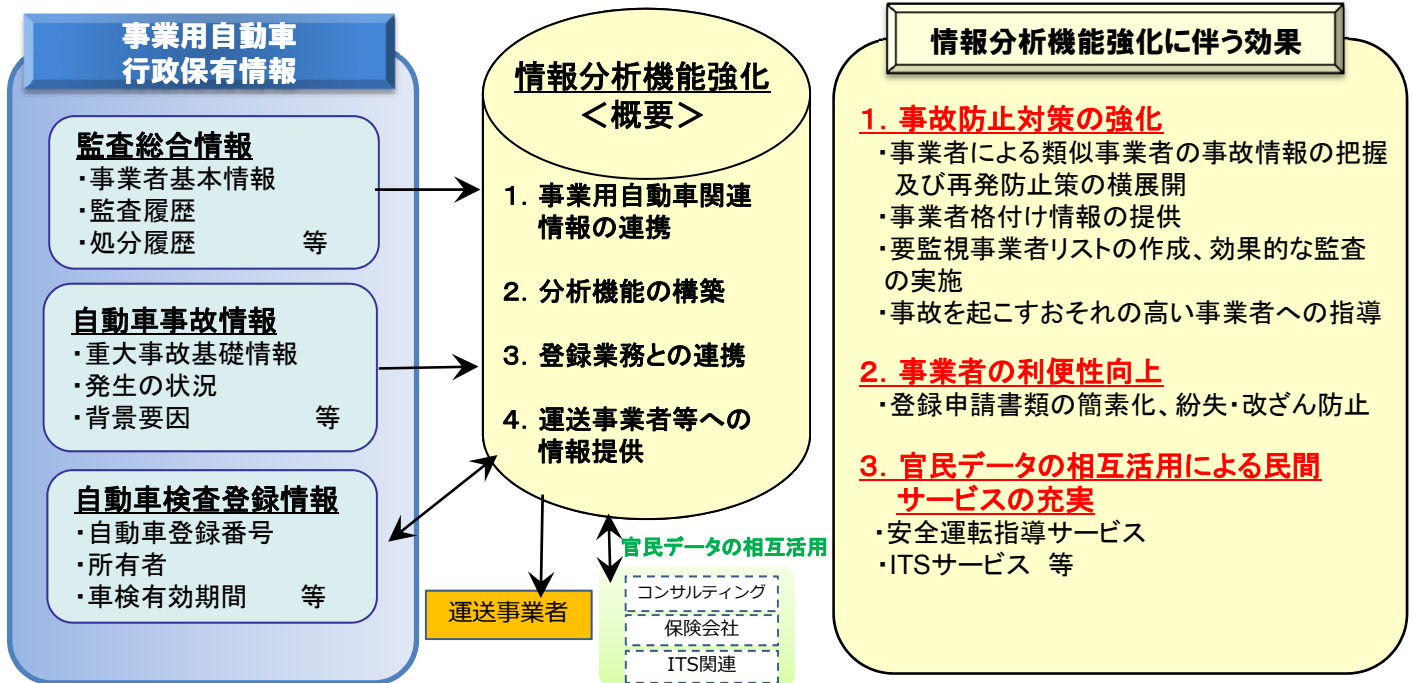 事業用自動車
行政保有情報
監査総合情報
・事業者基本情報
・監査履歴
・処分履歴 等
自動車事故情報
・重大事故基礎情報
・発生の状況
・背景要因 等
自動車検査登録情報
・自動車登録番号
・所有者
・車検有効期間 等
情報分析機能強化
＜概要＞
１．事業用自動車関連
情報の連携
２．分析機能の構築
３．登録業務との連携
４．運送事業者等への
情報提供
官民データの相互活用
運送事業者
コンサルティング
保険会社
ITS関連
情報分析機能強化に伴う効果
１．事故防止対策の強化
・事業者による類似事業者の事故情報の把握
及び再発防止策の横展開
・事業者格付け情報の提供
・要監視事業者リストの作成、効果的な監査
の実施
・事故を起こすおそれの高い事業者への指導
２．事業者の利便性向上
・登録申請書類の簡素化、紛失・改ざん防止
３．官民データの相互活用による民間
サービスの充実
・安全運転指導サービス
・ITSサービス 等